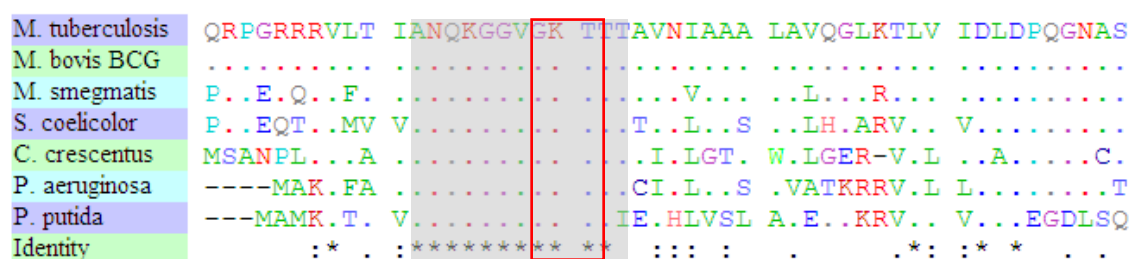 M. tuberculosis QRPGRRRVLT IANQKGGVGK TTTAVNIAAA LAVQGLKTLV IDLDPQGNAS
M. bovis BCG .......... .......... .......... .......... ..........
M. smegmatis P..E.Q..F. .......... ......V... ..L...R... ..........
S. coelicolor P..EQT..MV V......... ...T..L..S ..LH.ARV.. V.........
C. crescentus MSANPL...A .......... ....I.LGT. W.LGER-V.L ..A.....C.
P. aeruginosa ----MAK.FA .......... ...CI.L..S .VATKRRV.L L........T
P. putida ---MAMK.T. V......... ..IE.HLVSL A.E..KRV.. V...EGDLSQ
Identity :* . :********* ** ::: : . .*: :* * . .